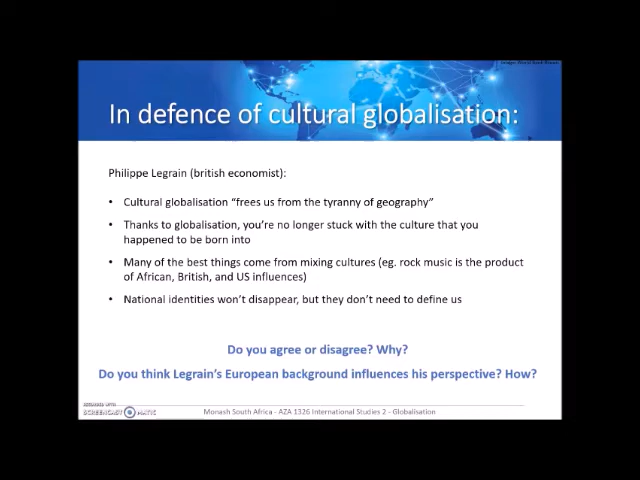 In defence of cultural globalisation:
Philippe Legrain (british economist):
• Cultural globalisation “frees us from the tyranny of geography”
• Thanks to globalisation, you’re no longer stuck with the culture that you
happened to be born into
• Many of the best things come from mixing cultures (eg. rock music is the product
of African, British, and US influences)
• National identities won’t disappear, but they don’t need to define us
Do you agree or disagree? Why?
Do you think Legrain’s European background influences his perspective? How?
RECORDED WITH
SCREENCAST MATIC
Monash South Africa - AZA 1326 International Studies 2 - Globalisation